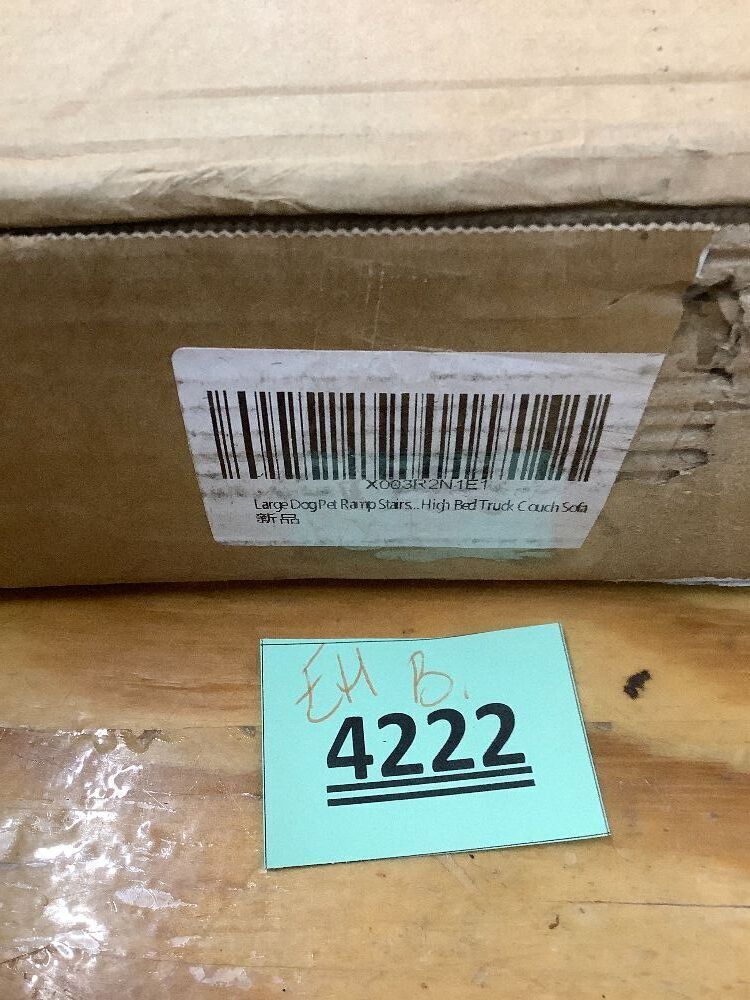 X003R2N1E1
Large Dog Pet Ramp Stairs...High Bed Truck Couch Sofa
新品
EH B.
4222